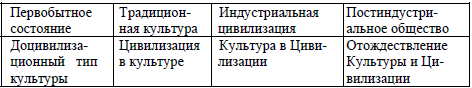 Первобытное
состояние
Традицион-
ная культура
Индустриальная
цивилизация
Постиндустри-
альное общество
Доцивилиза-
ционный тип
культуры
Цивилизация
в культуре
Культура в Циви-
лизации
Отождествление
Культуры и Ци-
вилизации